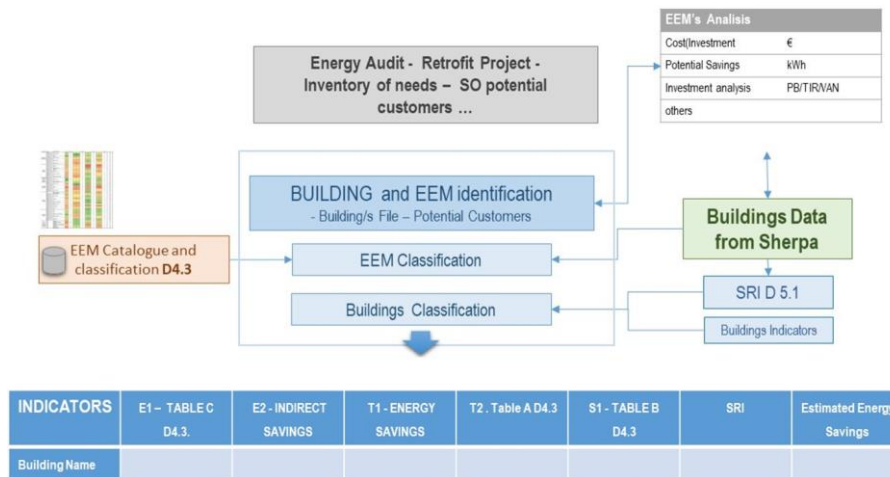 EEM's Analisis
Cost(Investment €
Potential Savings kWh
Investment analysis PB/TIR/VAN
others
Energy Audit - Retrofit Project -
Inventory of needs – SO potential
customers ...
BUILDING and EEM identification
- Building/s File – Potential Customers
EEM Catalogue and
classification D4.3
EEM Classification
Buildings Classification
Buildings Data
from Sherpa
SRI D 5.1
Buildings Indicators
INDICATORS
E1 – TABLE C
D4.3.
E2 - INDIRECT
SAVINGS
T1 - ENERGY
SAVINGS
T2 . Table A D4.3
S1 - TABLE B
D4.3
SRI
Estimated Energy
Savings
Building Name